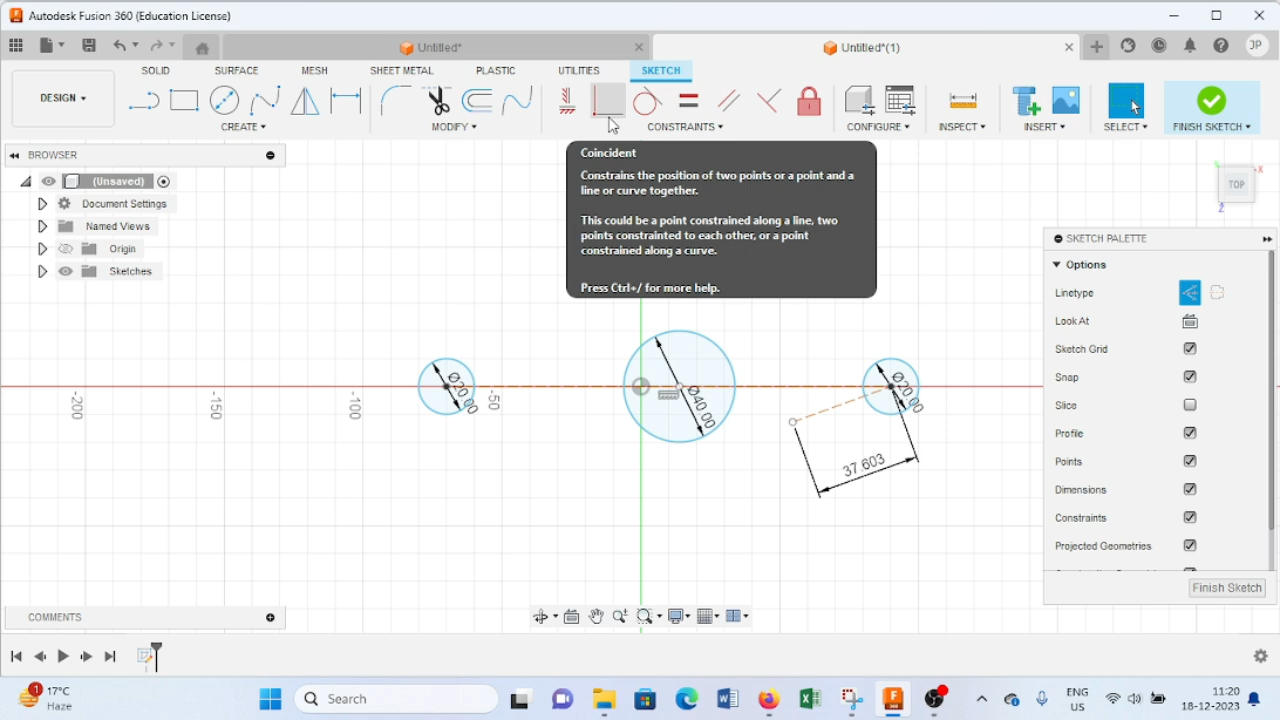 Autodesk Fusion 360 (Education License)
Untitled*
Untitled*(1)
JP
SOLID
SURFACE
MESH
SHEET METAL
PLASTIC
UTILITIES
SKETCH
DESIGN
CREATE
MODIFY
CONSTRAINTS
CONFIGURE
INSPECT
INSERT
SELECT
FINISH SKETCH
BROWSER
(Unsaved)
Document Settings
Named Views
Origin
Sketches
Coincident
Constrains the position of two points or a point and a
line or curve together.
This could be a point constrained along a line, two
points constrainted to each other, or a point
constrained along a curve.
Press Ctrl+/ for more help.
TOP
X
Z
SKETCH PALETTE
Options
Linetype
Look At
Sketch Grid
Snap
Slice
Profile
Points
Dimensions
Constraints
Projected Geometries
Finish Sketch
-200
-150
-100
-50
Ø20.00
Ø40.00
Ø20.00
37.603
COMMENTS
1
17°C
Haze
Search
ENG
US
11:20
18-12-2023